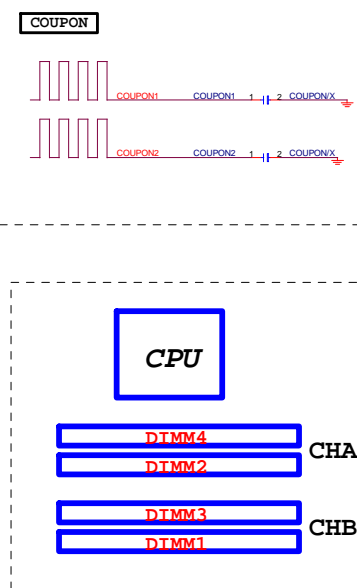 COUPON
COUPON1 COUPON1 1 2 COUPON/X
COUPON2 COUPON2 1 2 COUPON/X
CPU
DIMM4
CHA
DIMM2
DIMM3
CHB
DIMM1